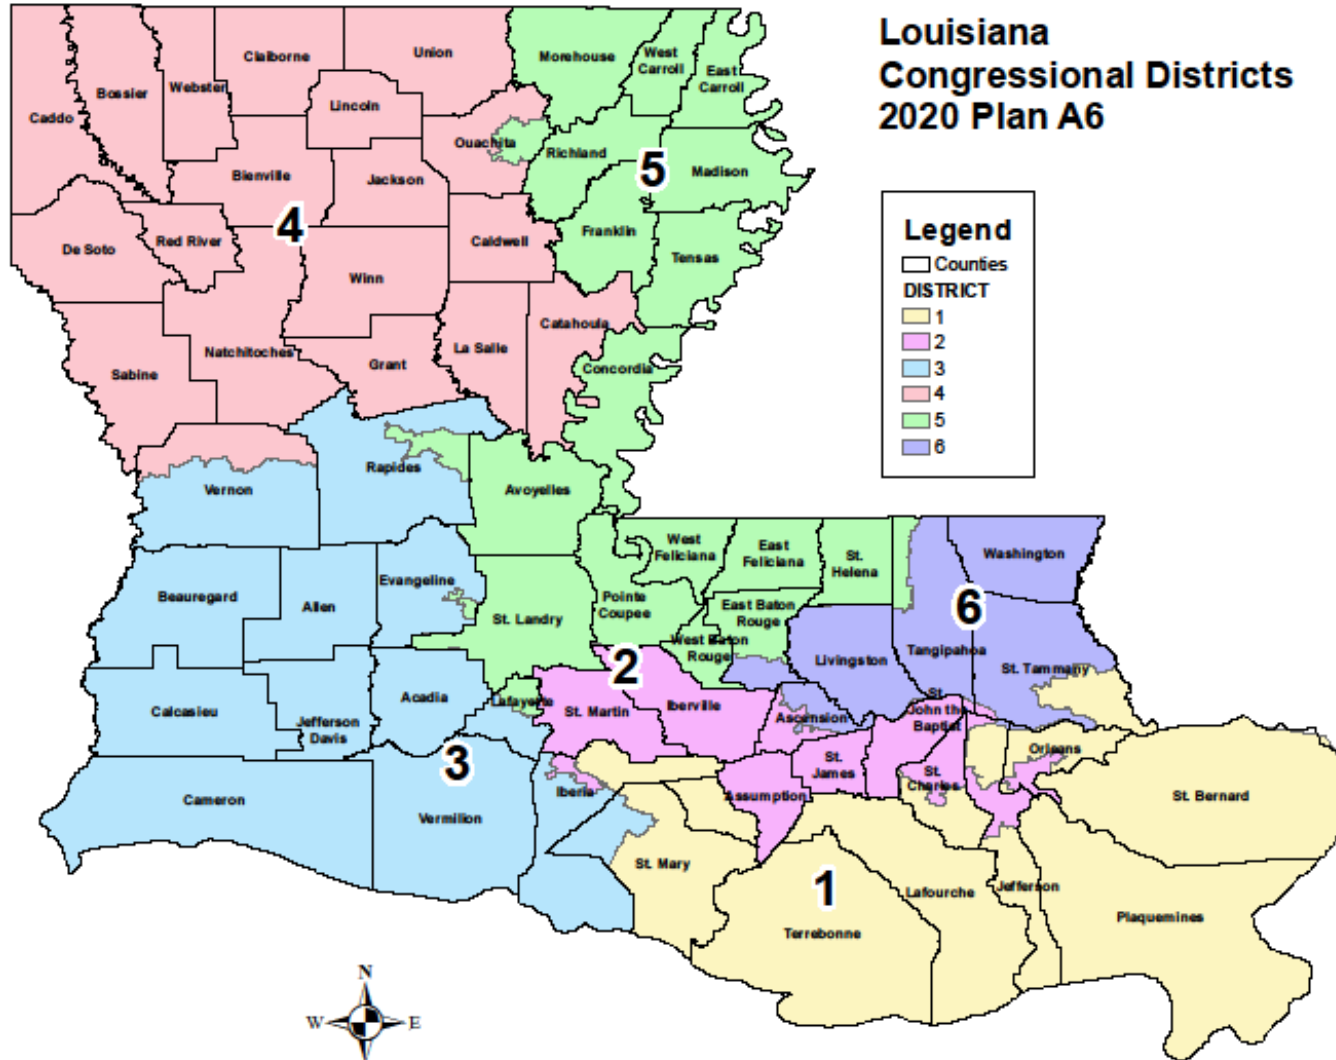 Louisiana
Congressional Districts
2020 Plan A6
Legend
Counties
DISTRICT
1
2
3
4
5
6
Caddo
Bossier
Webster
Claiborne
Union
Lincoln
Ouachita
Bienville
Jackson
De Soto
Red River
4
Caldwell
Winn
Natchitoches
Sabine
Grant
La Salle
Catahoula
Morehouse
West
Carroll
East
Carroll
Richland
5
Madison
Franklin
Tensas
Concordia
Vernon
Rapides
Avoyelles
Beauregard
Allen
Evangeline
St. Landry
Pointe
Coupee
West
Feliciana
East
Feliciana
St.
Helena
East Baton
Rouge
West Baton
Rouge
Washington
6
Livingston
Tangipahoa
St. Tammany
Calcasieu
Jefferson
Davis
Acadia
Lafayette
2
St. Martin
Iberville
Ascension
St
John the
Baptist
Orleans
St. Bernard
Cameron
3
Vermilion
Iberia
Assumption
St.
James
St.
Charles
St. Mary
1
Terrebonne
Lafourche
Jefferson
Plaquemines
N
W
E